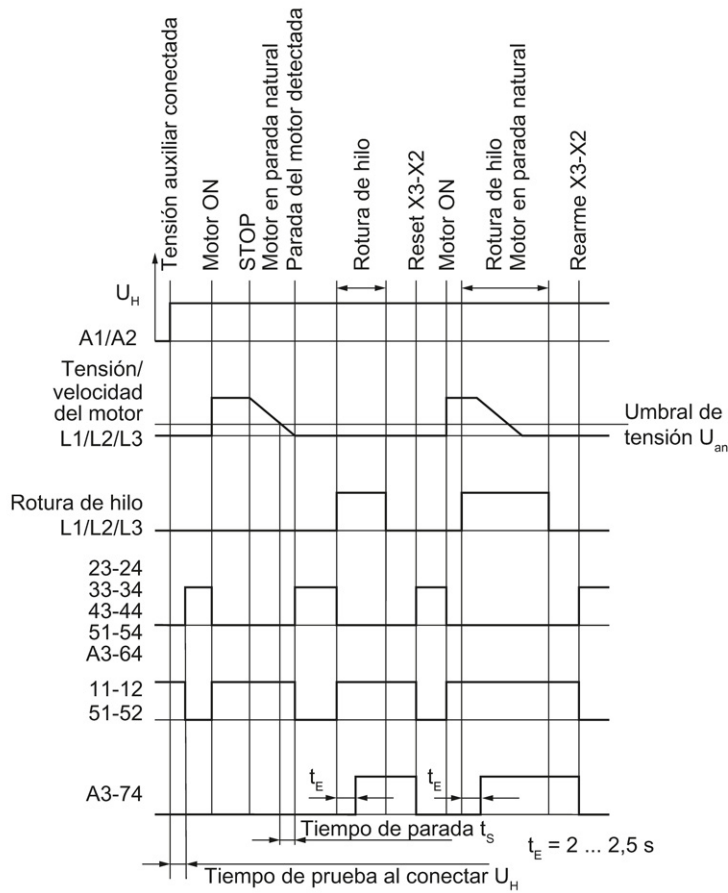 Tensión auxiliar conectada
Motor ON
STOP
Motor en parada natural
Parada del motor detectada
Rotura de hilo
Reset X3-X2
Motor ON
Rotura de hilo
Motor en parada natural
Rearme X3-X2
U_H
A1/A2
Tensión/
velocidad
del motor
L1/L2/L3
Umbral de
tensión U_an
Rotura de hilo
L1/L2/L3
23-24
33-34
43-44
51-54
A3-64
11-12
51-52
A3-74
t_E
t_E
Tiempo de parada t_S
t_E = 2 ... 2,5 s
Tiempo de prueba al conectar U_H